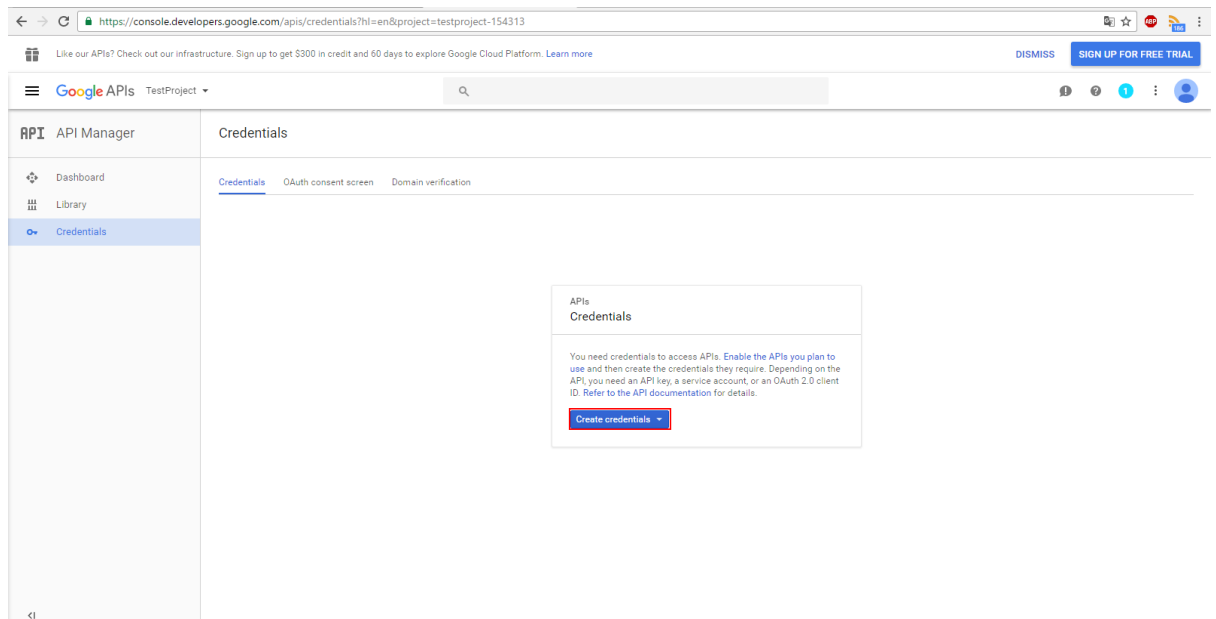 https://console.developers.google.com/apis/credentials?hl=en&project=testproject-154313
ABP
186
Like our APIs? Check out our infrastructure. Sign up to get $300 in credit and 60 days to explore Google Cloud Platform. Learn more
DISMISS
SIGN UP FOR FREE TRIAL
Google APIs
TestProject
1
API API Manager
Credentials
Dashboard
Library
Credentials
Credentials
OAuth consent screen
Domain verification
APIs
Credentials
You need credentials to access APIs. Enable the APIs you plan to
use and then create the credentials they require. Depending on the
API, you need an API key, a service account, or an OAuth 2.0 client
ID. Refer to the API documentation for details.
Create credentials